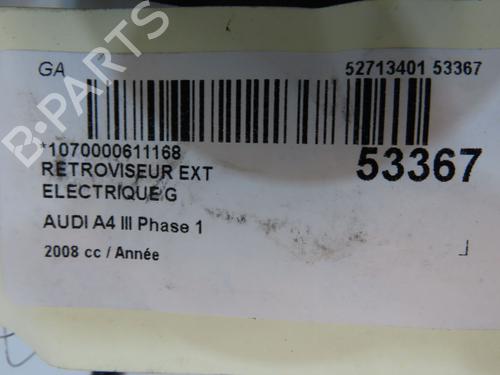 GA
52713401 53367
*1070000611168
53367
RETROVISEUR EXT
ELECTRIQUE G
AUDI A4 III Phase 1
2008 cc / Année
B-PARTS